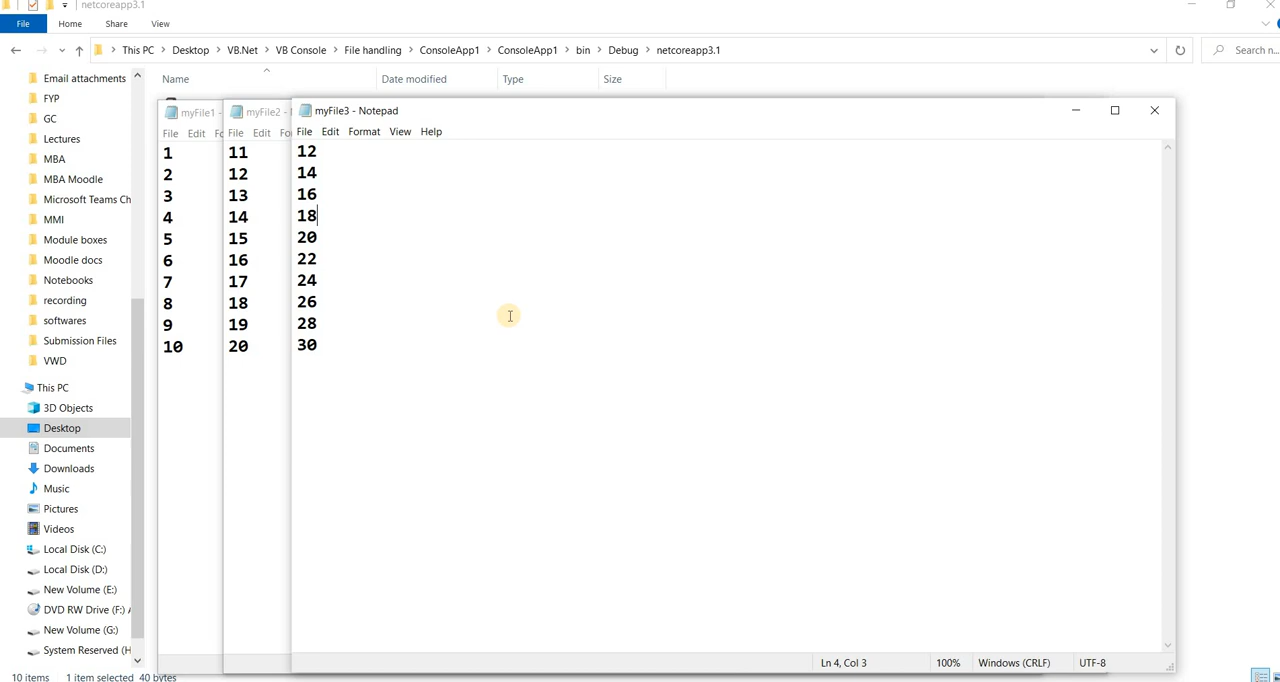 netcoreapp3.1
File Home Share View
This PC Desktop VB.Net VB Console File handling ConsoleApp1 ConsoleApp1 bin Debug netcoreapp3.1
Search n...
Name Date modified Type Size
Email attachments
FYP
GC
Lectures
MBA
MBA Moodle
Microsoft Teams Ch
MMI
Module boxes
Moodle docs
Notebooks
recording
softwares
Submission Files
VWD
This PC
3D Objects
Desktop
Documents
Downloads
Music
Pictures
Videos
Local Disk (C:)
Local Disk (D:)
New Volume (E:)
DVD RW Drive (F:) A
New Volume (G:)
System Reserved (H
myFile1 -
File Edit Fo
1
2
3
4
5
6
7
8
9
10
myFile2 -
File Edit Fo
11
12
13
14
15
16
17
18
19
20
myFile3 - Notepad
File Edit Format View Help
12
14
16
18
20
22
24
26
28
30
Ln 4, Col 3 100% Windows (CRLF) UTF-8
10 items 1 item selected 40 bytes